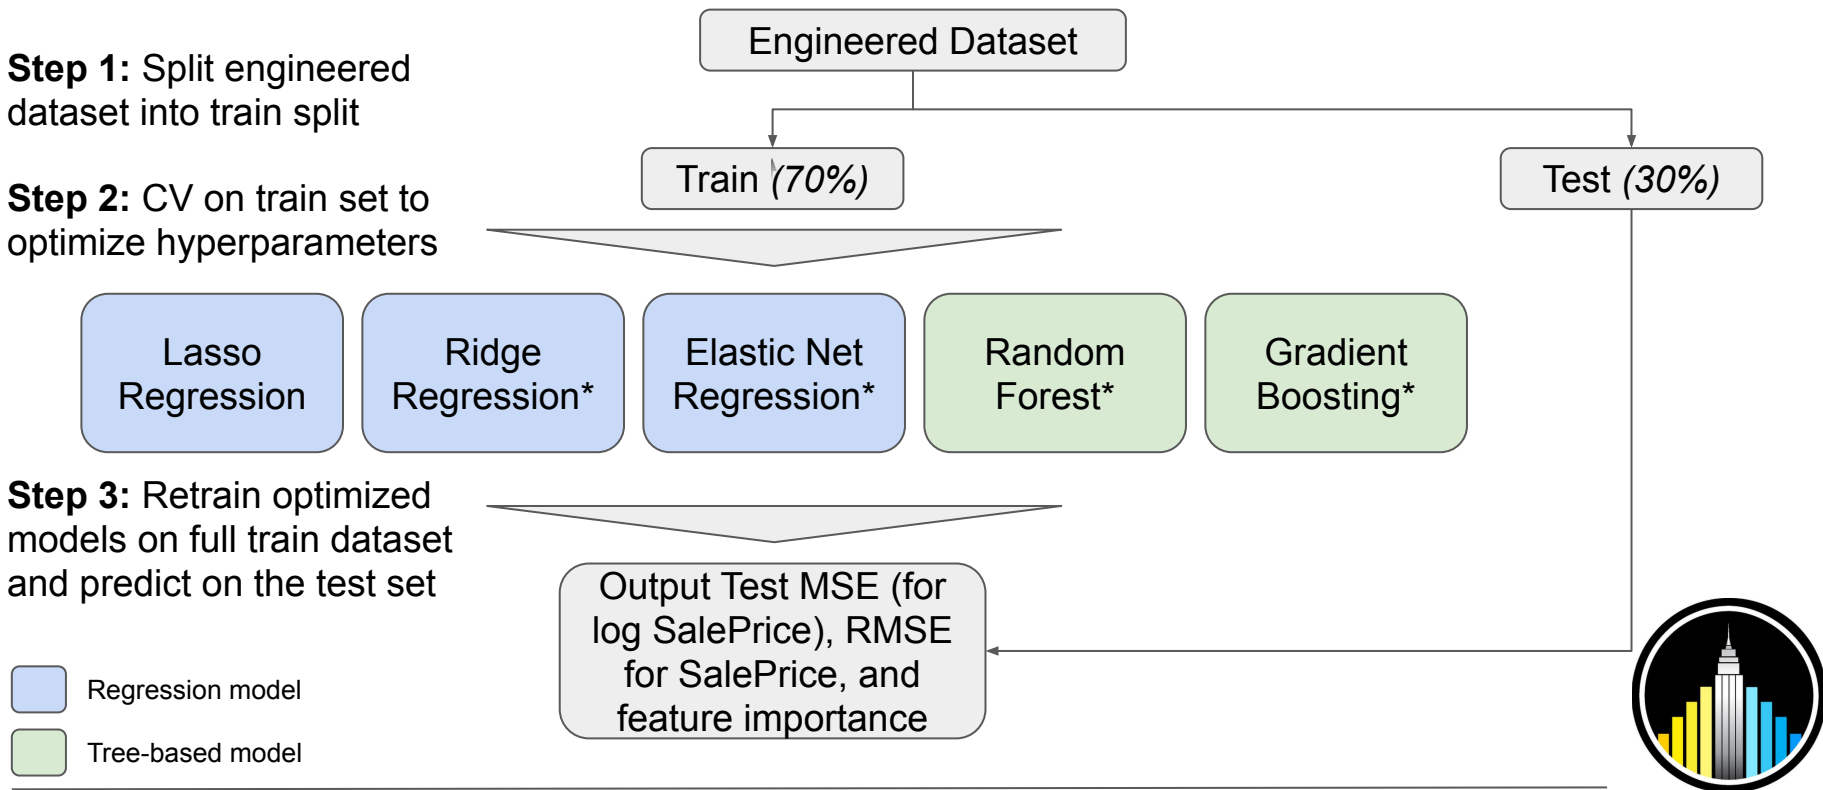 Engineered Dataset
Step 1: Split engineered
dataset into train split
Train (70%)
Test (30%)
Step 2: CV on train set to
optimize hyperparameters
Lasso
Regression
Ridge
Regression*
Elastic Net
Regression*
Random
Forest*
Gradient
Boosting*
Step 3: Retrain optimized
models on full train dataset
and predict on the test set
Output Test MSE (for
log SalePrice), RMSE
for SalePrice, and
feature importance
Regression model
Tree-based model